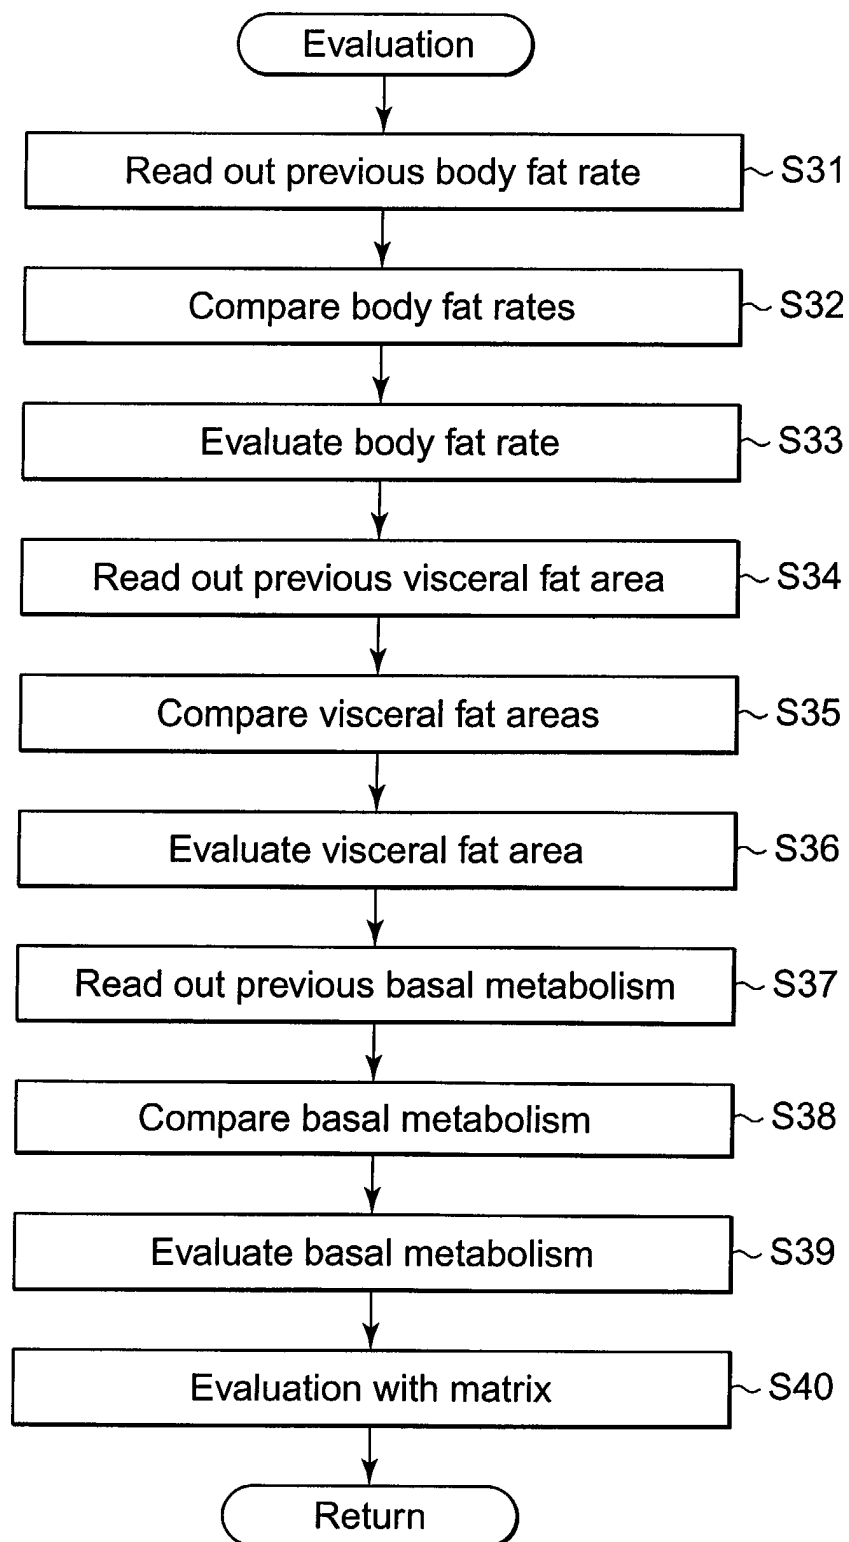 Evaluation
Read out previous body fat rate
S31
Compare body fat rates
S32
Evaluate body fat rate
S33
Read out previous visceral fat area
S34
Compare visceral fat areas
S35
Evaluate visceral fat area
S36
Read out previous basal metabolism
S37
Compare basal metabolism
S38
Evaluate basal metabolism
S39
Evaluation with matrix
S40
Return